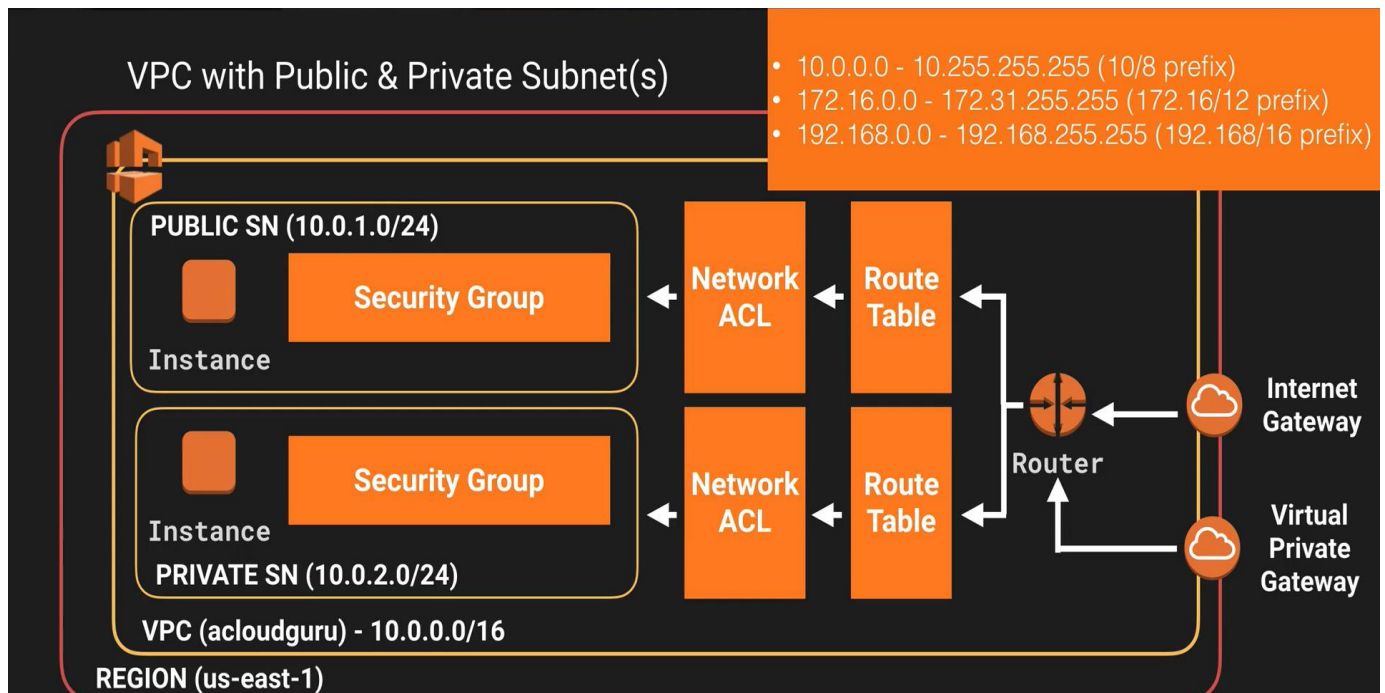 VPC with Public & Private Subnet(s)
• 10.0.0.0 - 10.255.255.255 (10/8 prefix)
• 172.16.0.0 - 172.31.255.255 (172.16/12 prefix)
• 192.168.0.0 - 192.168.255.255 (192.168/16 prefix)
PUBLIC SN (10.0.1.0/24)
Instance
Security Group
Network
ACL
Route
Table
Instance
Security Group
PRIVATE SN (10.0.2.0/24)
Network
ACL
Route
Table
Router
Internet
Gateway
Virtual
Private
Gateway
VPC (acloudguru) - 10.0.0.0/16
REGION (us-east-1)